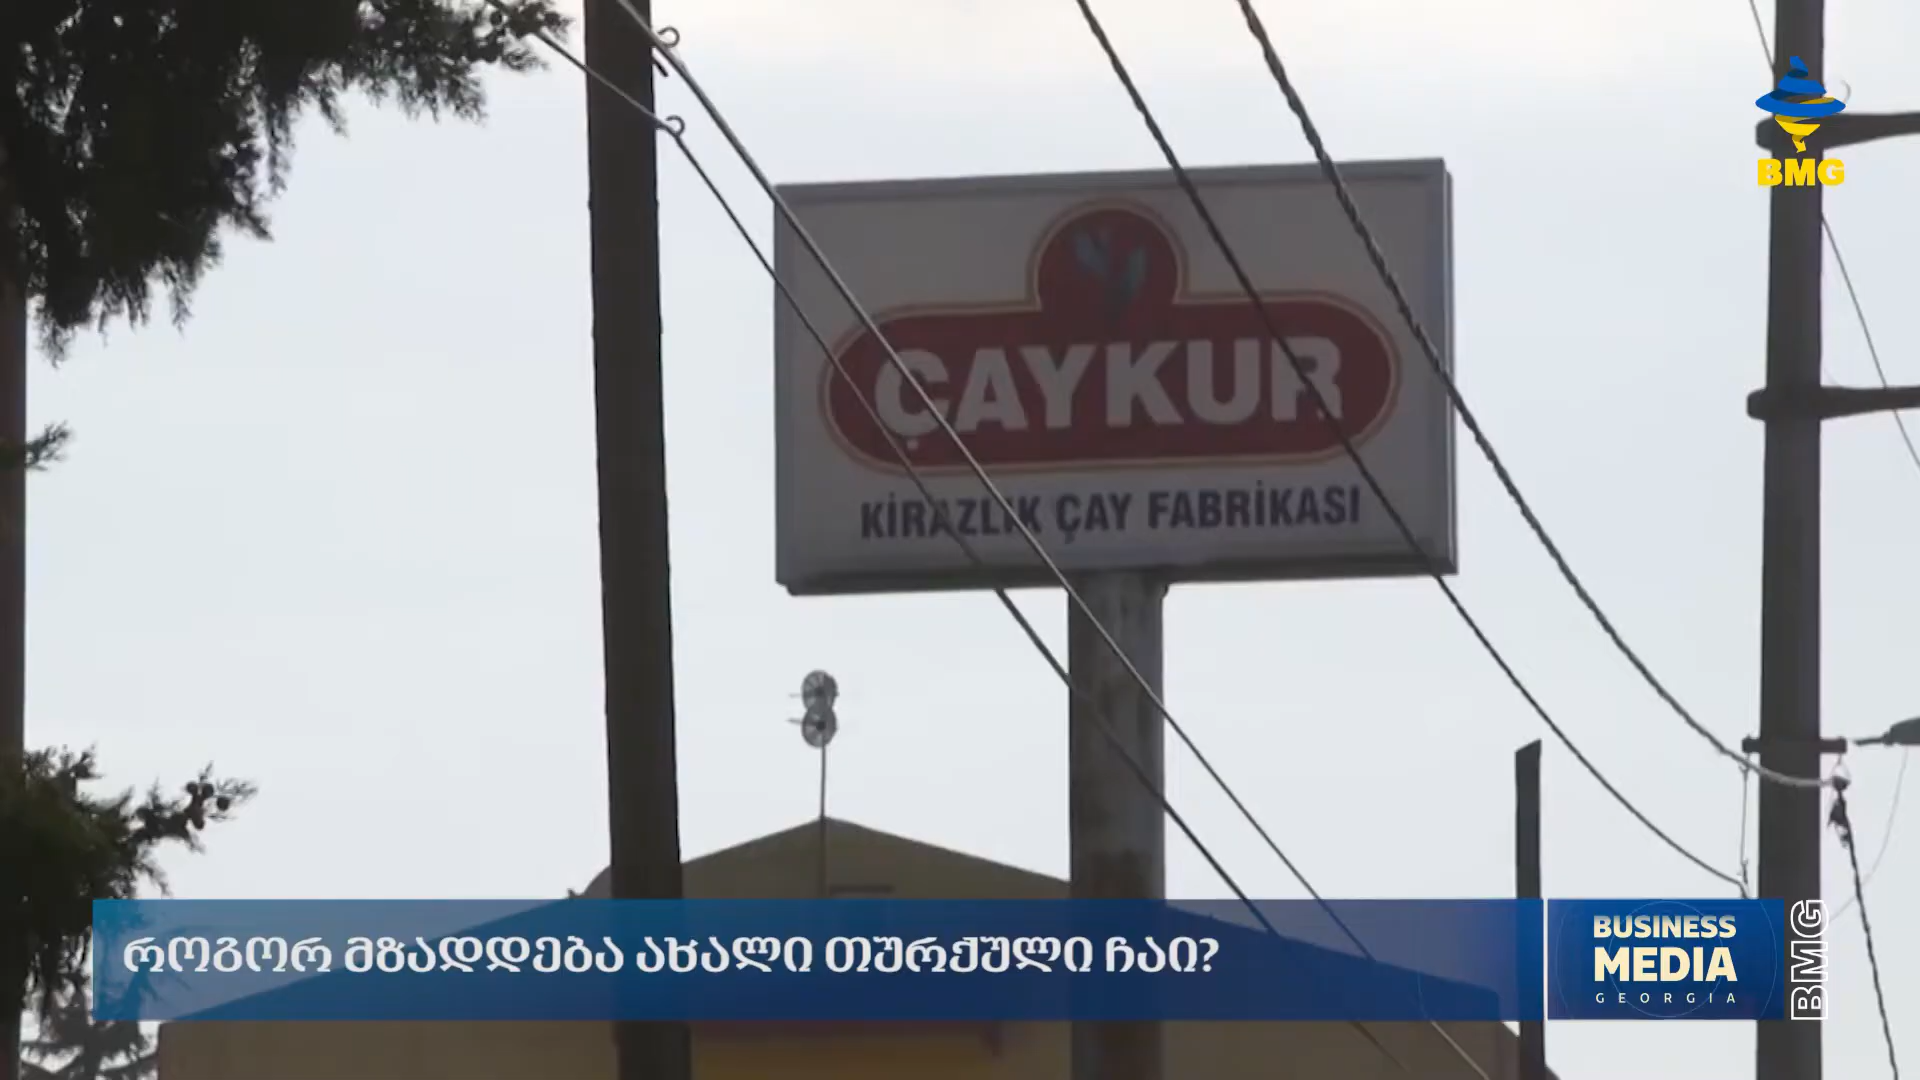 BMG
ÇAYKUR
KİRAZLIK ÇAY FABRİKASI
როგორ მზადდება ახალი თურქული ჩაი?
BUSINESS
MEDIA
GEORGIA
BMG